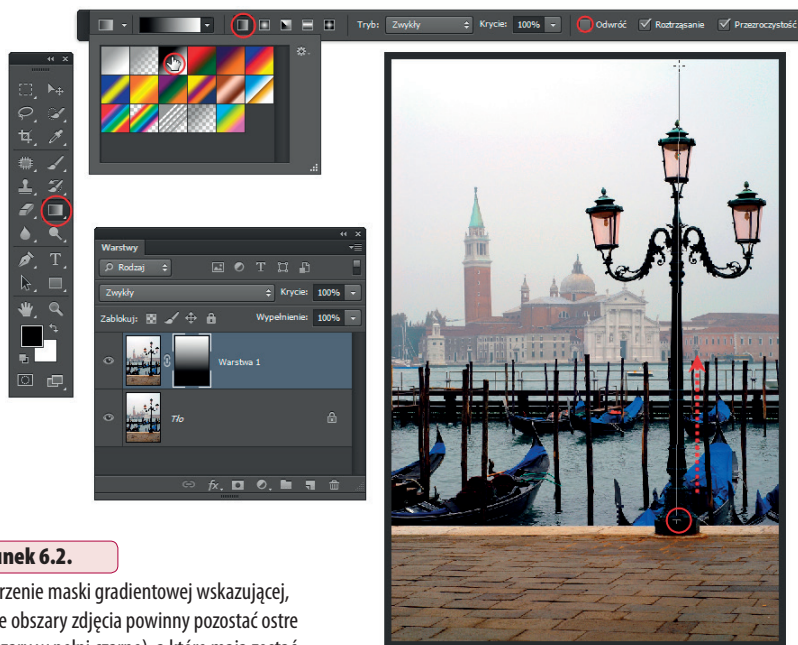 Tryb: Zwykły Krycie: 100% Odwróć Roztrząsanie Przezroczystość
Warstwy
Rodzaj
Zwykły Krycie: 100%
Zablokuj: Wypełnienie: 100%
Warstwa 1
Tło
fx
unek 6.2.
rzenie maski gradientowej wskazującej,
e obszary zdjęcia powinny pozostać ostre